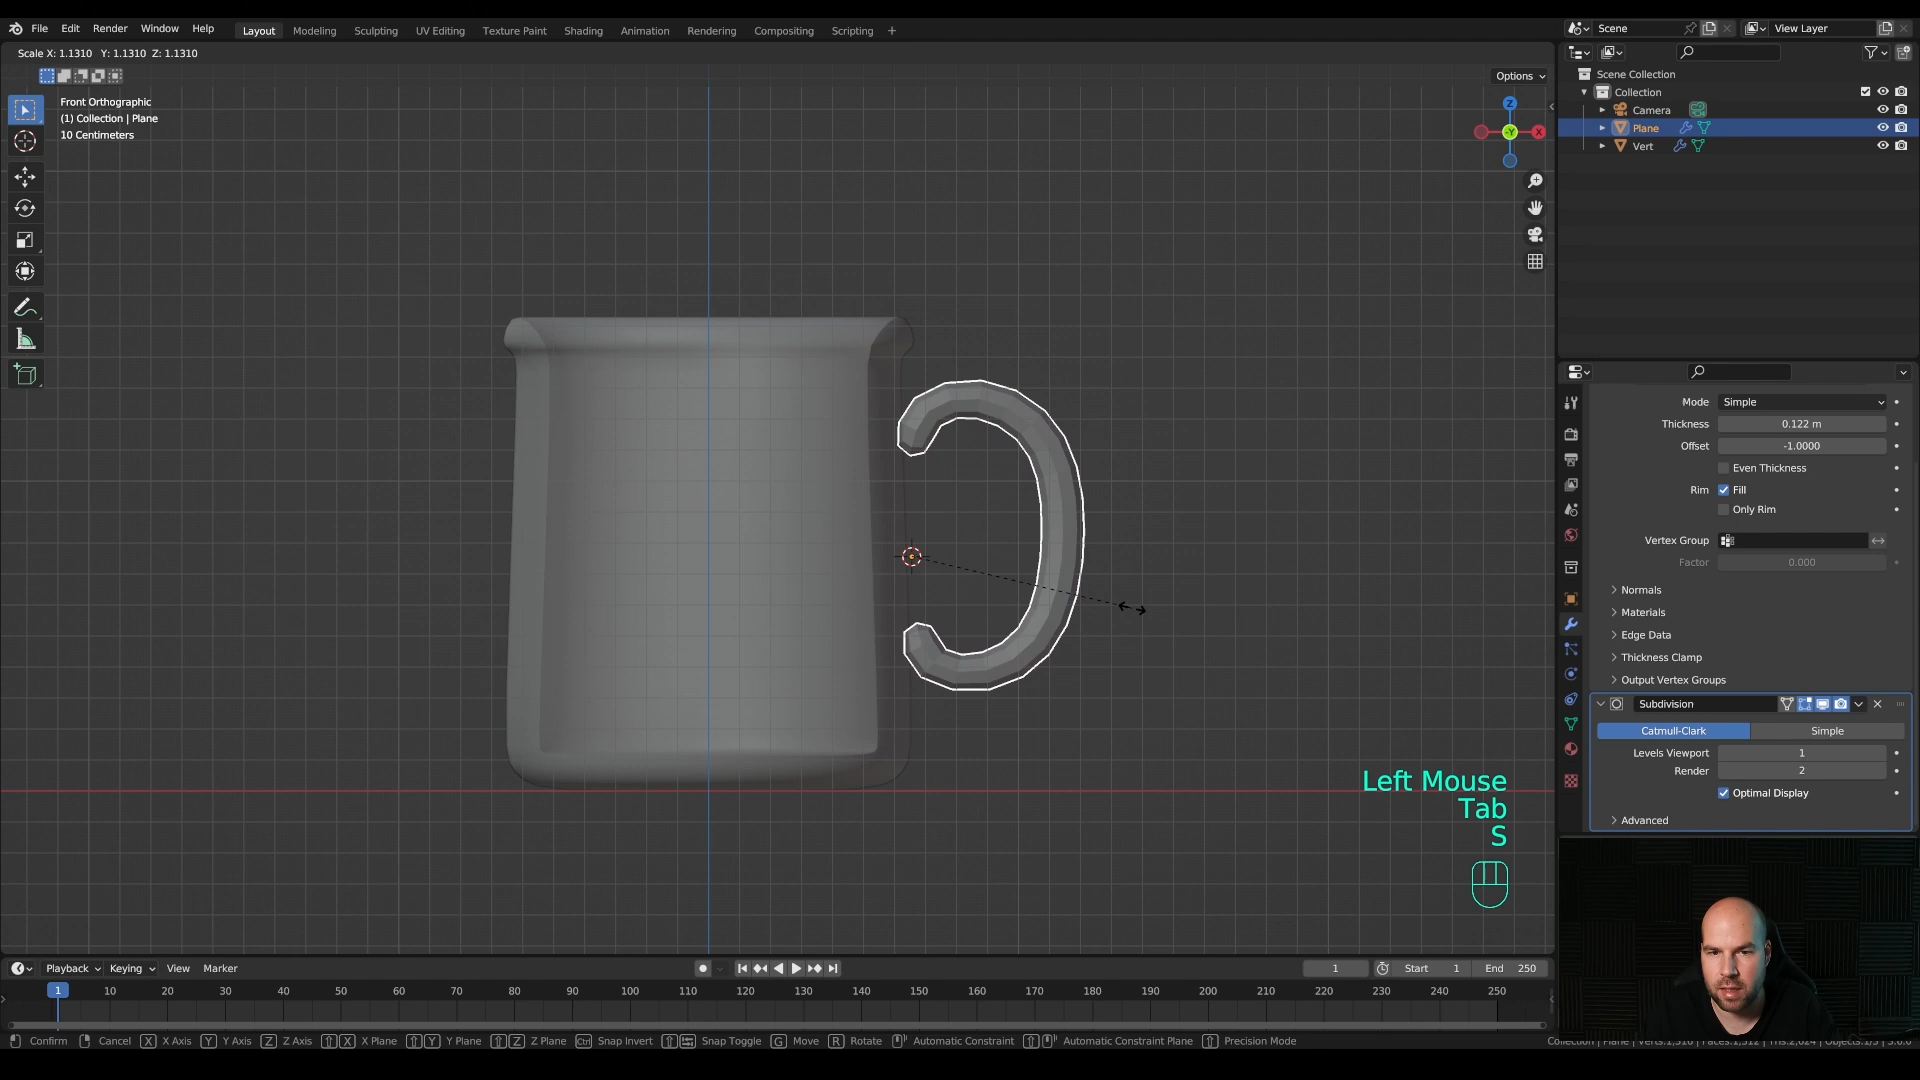 File Edit Render Window Help Layout Modeling Sculpting UV Editing Texture Paint Shading Animation Rendering Compositing Scripting + Scene View Layer
Scale X: 1.1310 Y: 1.1310 Z: 1.1310
Options
Front Orthographic
(1) Collection | Plane
10 Centimeters
Z
X
-Y
Scene Collection
Collection
Camera
Plane
Vert
Mode Simple
Thickness 0.122 m
Offset -1.0000
Even Thickness
Rim Fill
Only Rim
Vertex Group
Factor 0.000
Normals
Materials
Edge Data
Thickness Clamp
Output Vertex Groups
Subdivision
Catmull-Clark Simple
Levels Viewport 1
Render 2
Optimal Display
Advanced
Left Mouse
Tab
S
Playback Keying View Marker 1 Start 1 End 250
1 10 20 30 40 50 60 70 80 90 100 110 120 130 140 150 160 170 180 190 200 210 220 230 240 250
Confirm Cancel X X Axis Y Y Axis Z Z Axis X X Plane Y Y Plane Z Z Plane Ctrl Snap Invert Snap Toggle G Move R Rotate Automatic Constraint Automatic Constraint Plane Precision Mode